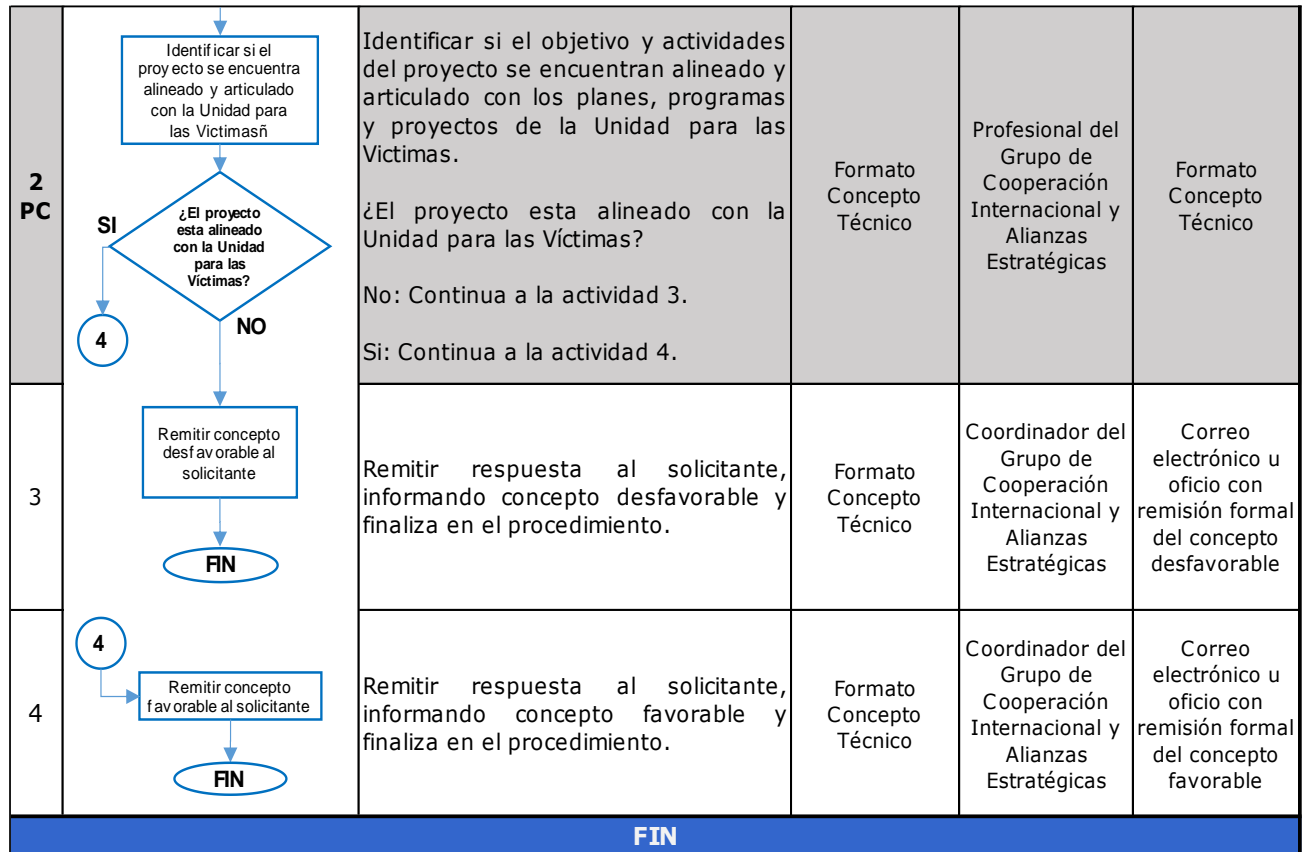 2
PC
Identificar si el
proyecto se encuentra
alineado y articulado
con la Unidad para
las Victimasñ
¿El proyecto
esta alineado
con la Unidad
para las
Víctimas?
SI
NO
4
Identificar si el objetivo y actividades
del proyecto se encuentran alineado y
articulado con los planes, programas
y proyectos de la Unidad para las
Victimas.
¿El proyecto esta alineado con la
Unidad para las Víctimas?
No: Continua a la actividad 3.
Si: Continua a la actividad 4.
Formato
Concepto
Técnico
Profesional del
Grupo de
Cooperación
Internacional y
Alianzas
Estratégicas
Formato
Concepto
Técnico
3
Remitir concepto
desfavorable al
solicitante
FIN
Remitir respuesta al solicitante,
informando concepto desfavorable y
finaliza en el procedimiento.
Formato
Concepto
Técnico
Coordinador del
Grupo de
Cooperación
Internacional y
Alianzas
Estratégicas
Correo
electrónico u
oficio con
remisión formal
del concepto
desfavorable
4
4
Remitir concepto
favorable al solicitante
FIN
Remitir respuesta al solicitante,
informando concepto favorable y
finaliza en el procedimiento.
Formato
Concepto
Técnico
Coordinador del
Grupo de
Cooperación
Internacional y
Alianzas
Estratégicas
Correo
electrónico u
oficio con
remisión formal
del concepto
favorable
FIN